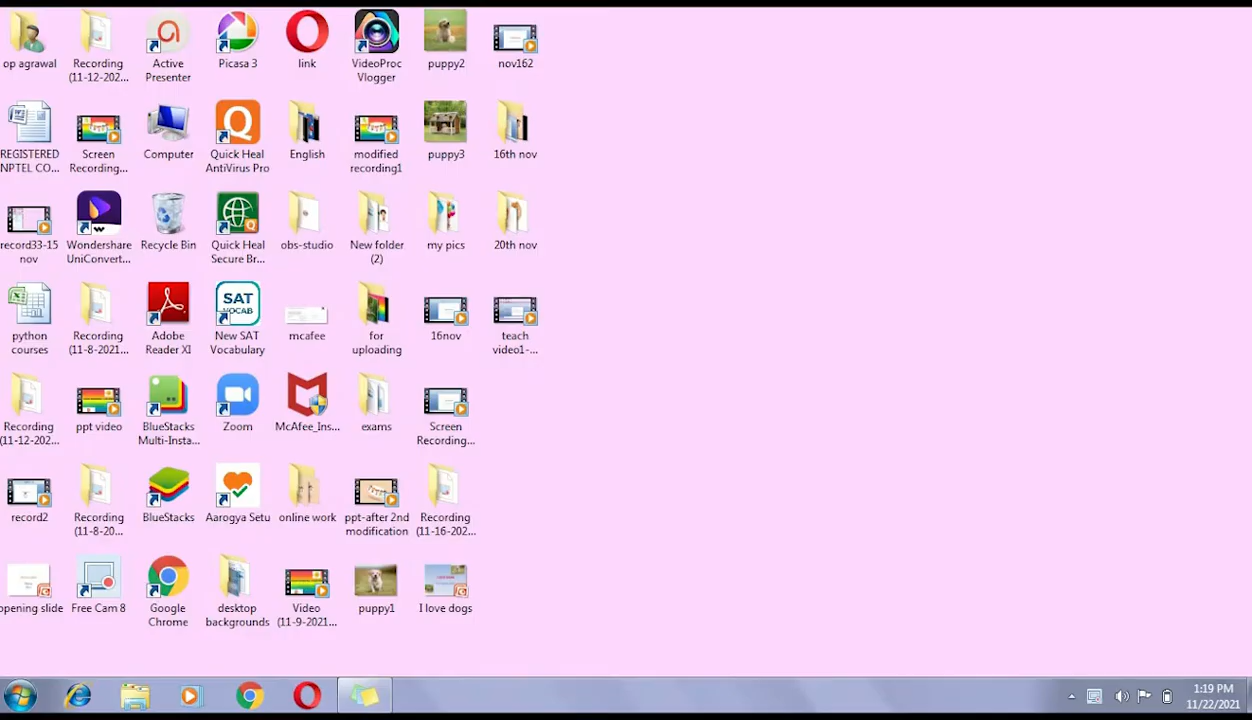 op agrawal
Recording
(11-12-202...
Active
Presenter
Picasa 3
link
VideoProc
Vlogger
puppy2
nov162
REGISTERED
NPTEL CO...
Screen
Recording...
Computer
Quick Heal
AntiVirus Pro
English
modified
recording1
puppy3
16th nov
record33-15
nov
Wondershare
UniConvert...
Recycle Bin
Quick Heal
Secure Br...
obs-studio
New folder
(2)
my pics
20th nov
python
courses
Recording
(11-8-2021...
Adobe
Reader XI
SAT
VOCAB
New SAT
Vocabulary
mcafee
for
uploading
16nov
teach
video1-...
Recording
(11-12-202...
ppt video
BlueStacks
Multi-Insta...
Zoom
McAfee_Ins...
exams
Screen
Recording...
record2
Recording
(11-8-20...
BlueStacks
Aarogya Setu
online work
ppt-after 2nd
modification
Recording
(11-16-202...
opening slide
Free Cam 8
Google
Chrome
desktop
backgrounds
Video
(11-9-2021...
puppy1
I love dogs
1:19 PM
11/22/2021